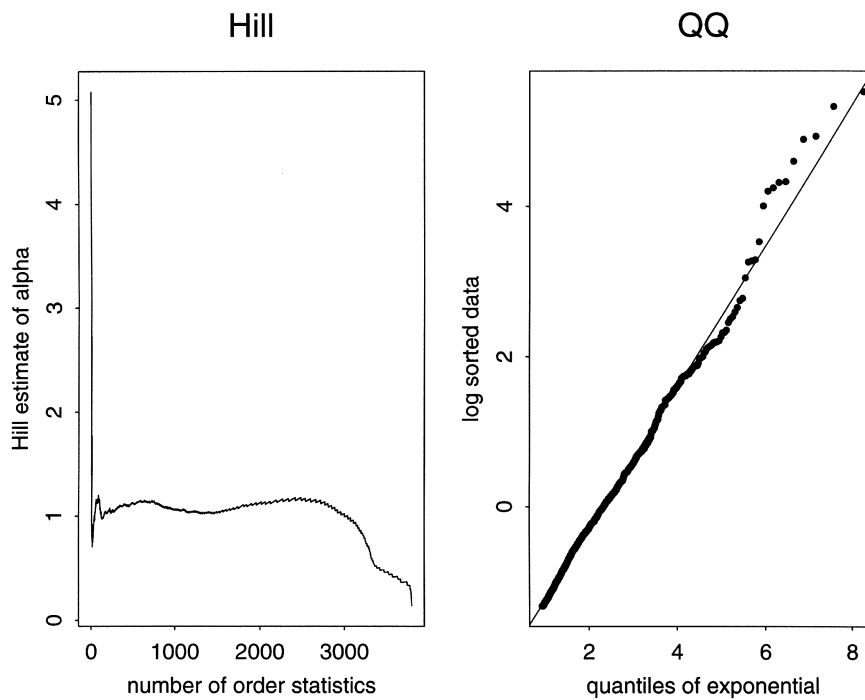 Hill
5
4
3
2
1
0
Hill estimate of alpha
0 1000 2000 3000
number of order statistics
QQ
4
2
0
log sorted data
2 4 6 8
quantiles of exponential